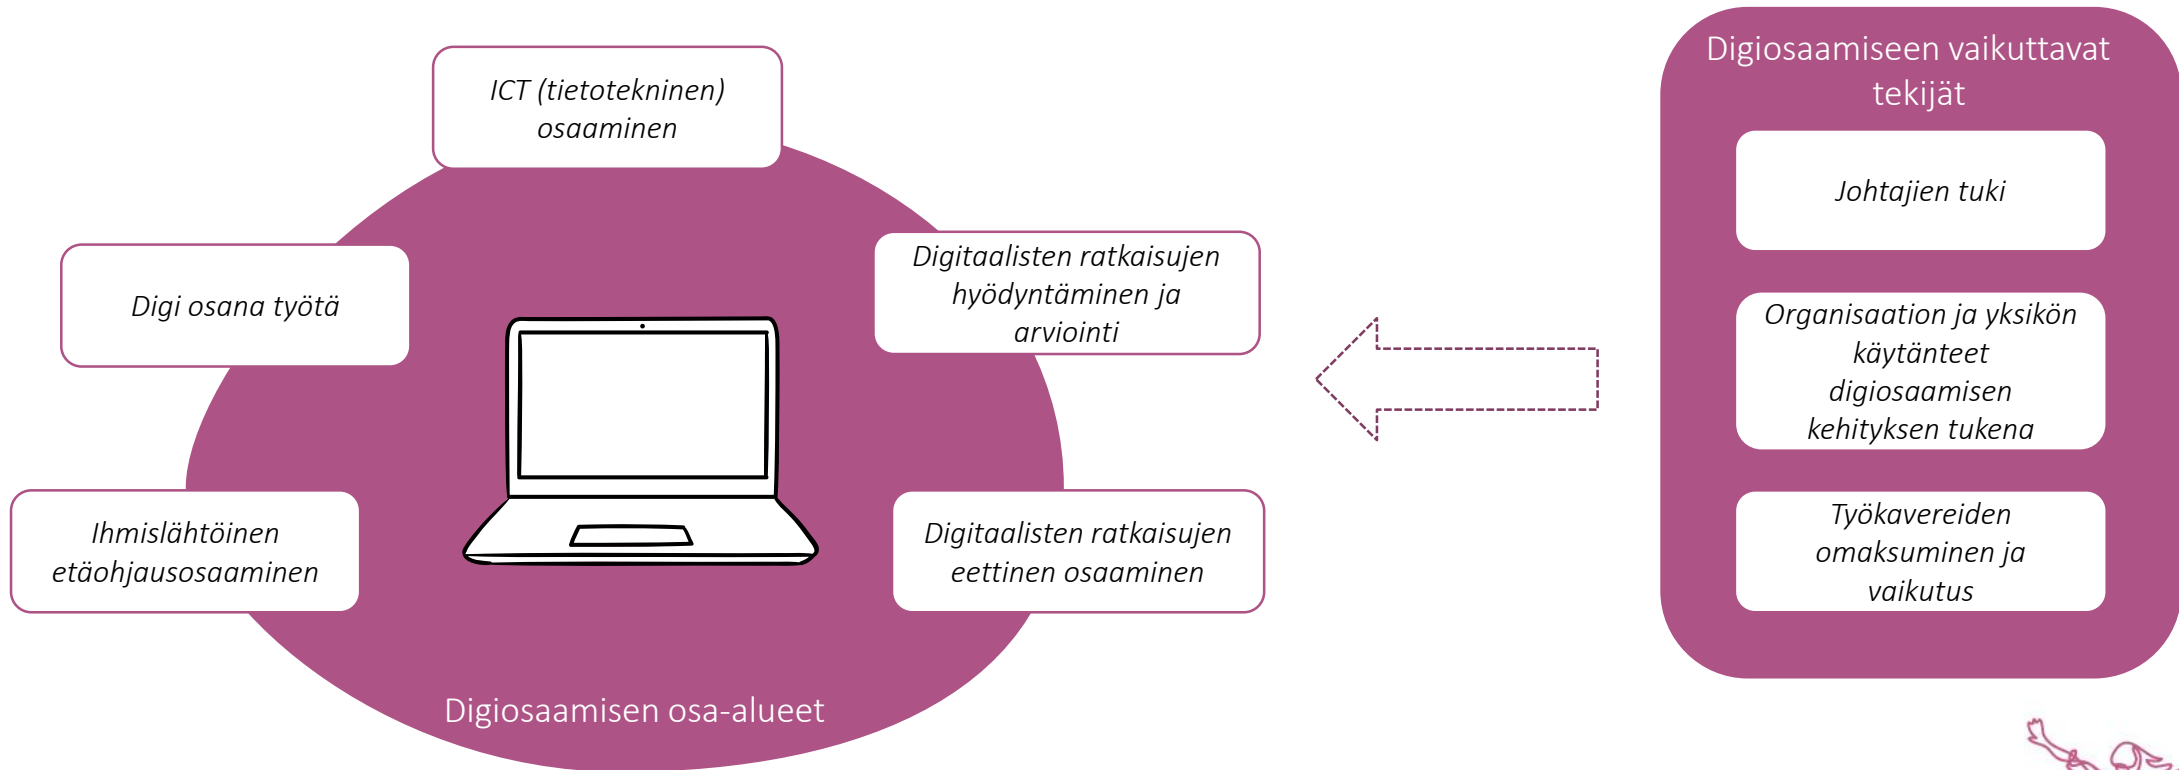 ICT (tietotekninen)
osaaminen
Digi osana työtä
Digitaalisten ratkaisujen
hyödyntäminen ja
arviointi
Ihmislähtöinen
etäohjausosaaminen
Digitaalisten ratkaisujen
eettinen osaaminen
Digiosaamisen osa-alueet
Digiosaamiseen vaikuttavat
tekijät
Johtajien tuki
Organisaation ja yksikön
käytänteet
digiosaamisen
kehityksen tukena
Työkavereiden
omaksuminen ja
vaikutus